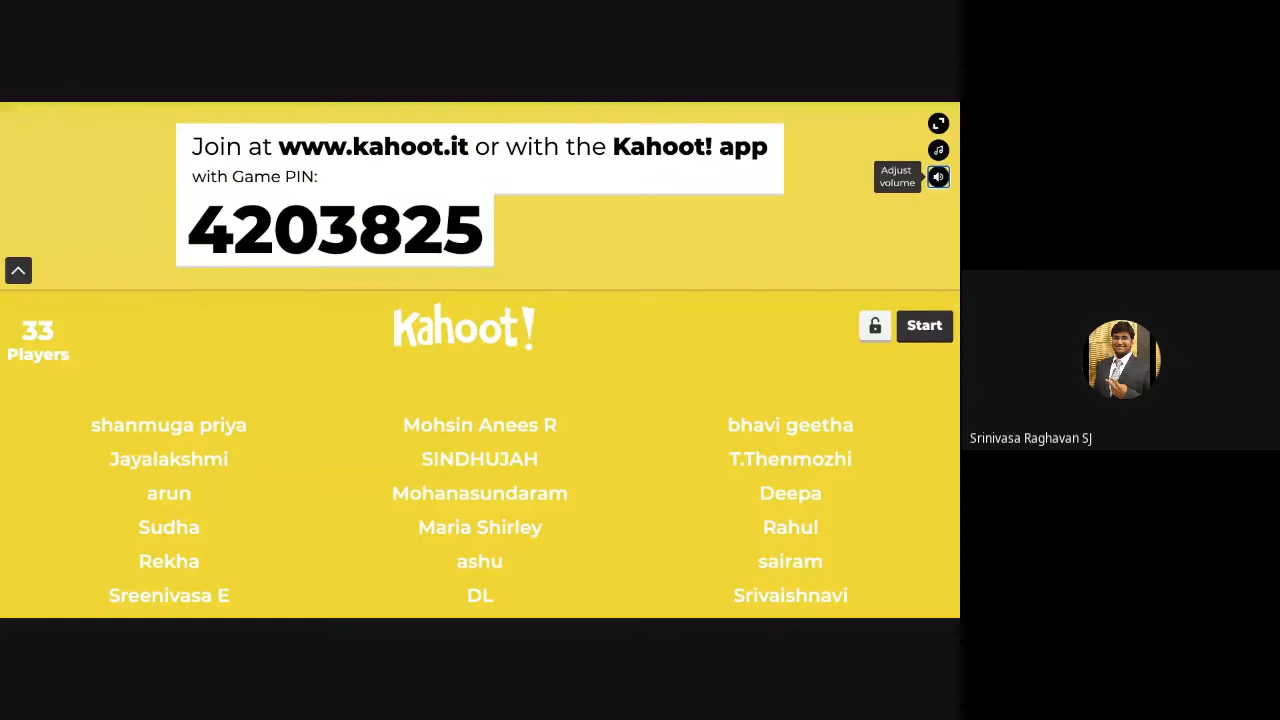 Join at www.kahoot.it or with the Kahoot! app
with Game PIN:
4203825
Adjust
volume
33
Players
Kahoot!
Start
shanmuga priya
Mohsin Anees R
bhavi geetha
Jayalakshmi
SINDHUJAH
T.Thenmozhi
arun
Mohanasundaram
Deepa
Sudha
Maria Shirley
Rahul
Rekha
ashu
sairam
Sreenivasa E
DL
Srivaishnavi
Srinivasa Raghavan SJ